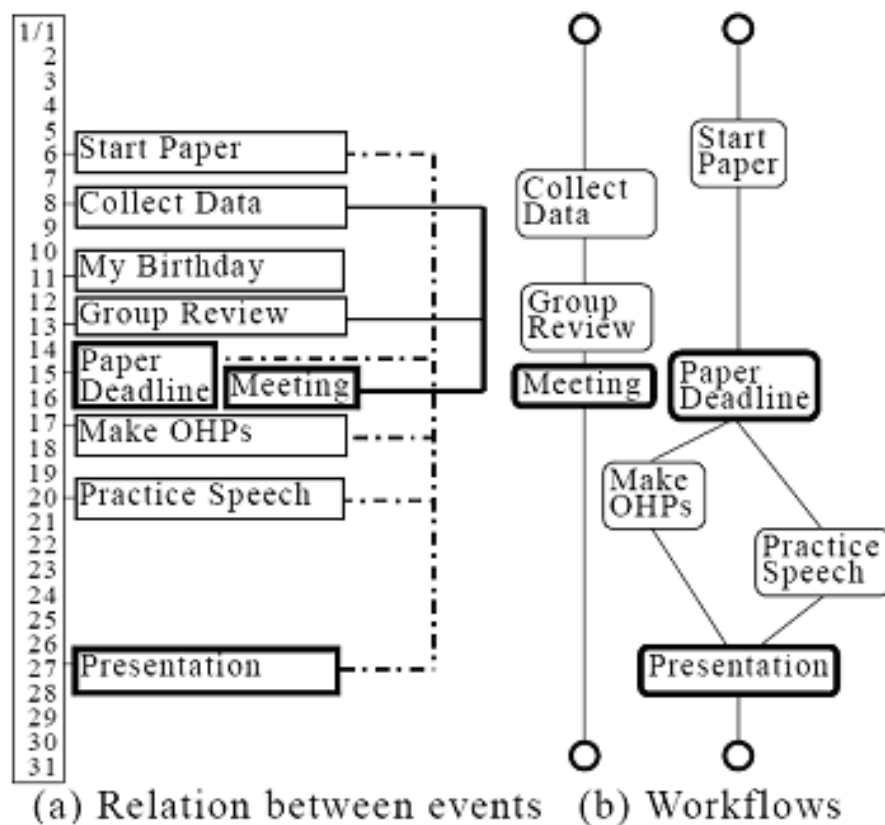 1/1
2
3
4
5
6
7
8
9
10
11
12
13
14
15
16
17
18
19
20
21
22
23
24
25
26
27
28
29
30
31
Start Paper
Collect Data
My Birthday
Group Review
Paper
Deadline
Meeting
Make OHPs
Practice Speech
Presentation
(a) Relation between events
Collect
Data
Group
Review
Meeting
Start
Paper
Paper
Deadline
Make
OHPs
Practice
Speech
Presentation
(b) Workflows